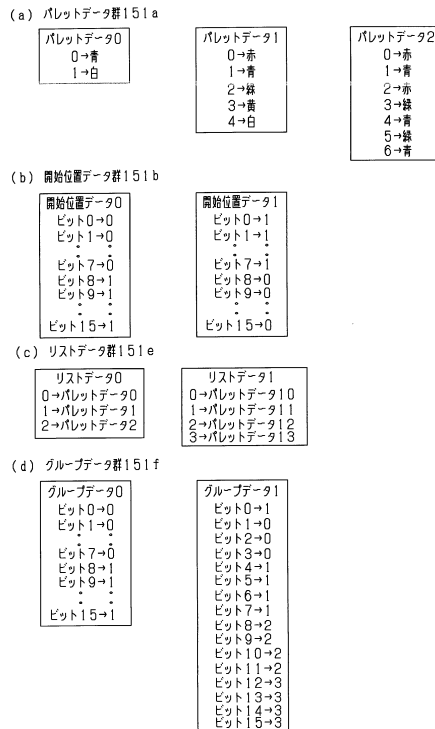 (a) パレットデータ群151a
パレットデータ0
0→青
1→白
パレットデータ1
0→赤
1→青
2→緑
3→黄
4→白
パレットデータ2
0→赤
1→青
2→赤
3→緑
4→青
5→緑
6→青
(b) 開始位置データ群151b
開始位置データ0
ビット0→0
ビット1→0
: :
ビット7→0
ビット8→1
ビット9→1
: :
ビット15→1
開始位置データ1
ビット0→1
ビット1→1
: :
ビット7→1
ビット8→0
ビット9→0
: :
ビット15→0
(c) リストデータ群151e
リストデータ0
0→パレットデータ0
1→パレットデータ1
2→パレットデータ2
リストデータ1
0→パレットデータ10
1→パレットデータ11
2→パレットデータ12
3→パレットデータ13
(d) グループデータ群151f
グループデータ0
ビット0→0
ビット1→0
: :
ビット7→0
ビット8→1
ビット9→1
: :
ビット15→1
グループデータ1
ビット0→1
ビット1→0
ビット2→0
ビット3→0
ビット4→1
ビット5→1
ビット6→1
ビット7→1
ビット8→2
ビット9→2
ビット10→2
ビット11→2
ビット12→3
ビット13→3
ビット14→3
ビット15→3